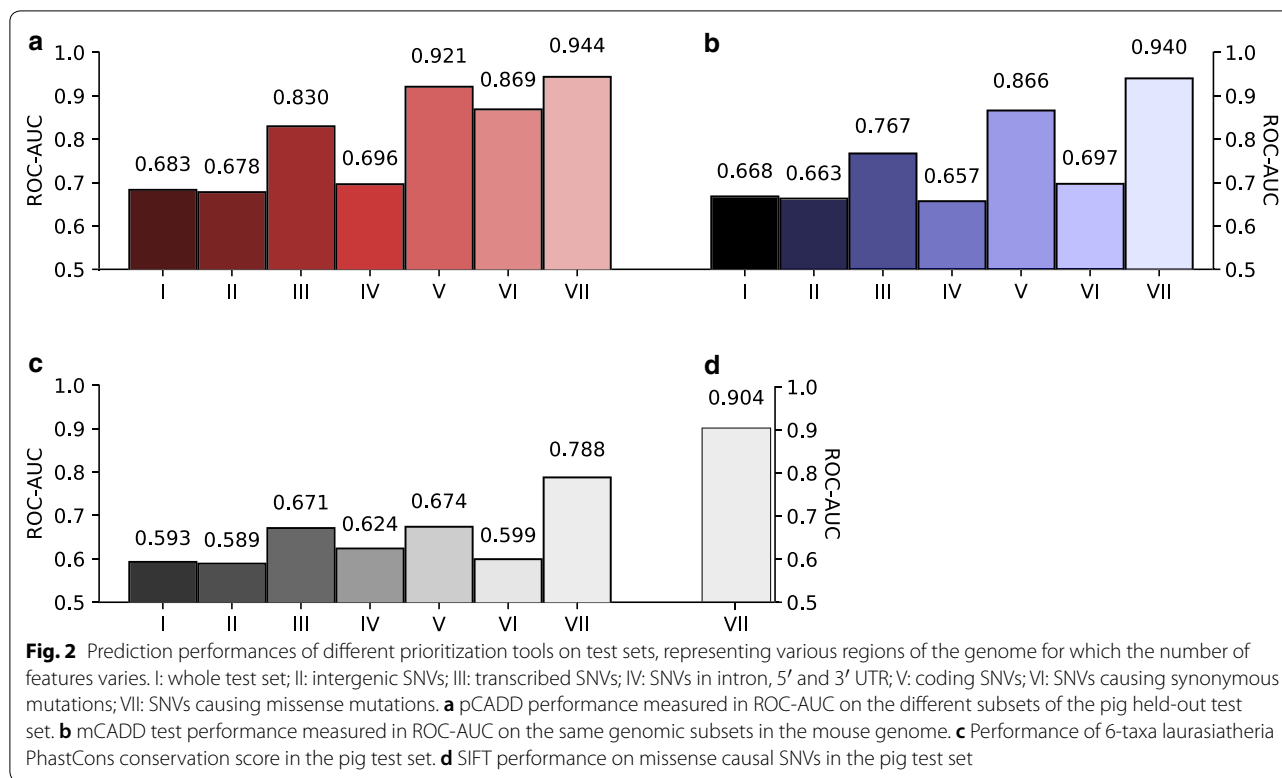 a
b
1.0
0.9
0.8
0.7
0.6
0.5
ROC-AUC
0.683
0.678
0.830
0.696
0.921
0.869
0.944
I II III IV V VI VII
0.668
0.663
0.767
0.657
0.866
0.697
0.940
I II III IV V VI VII
1.0
0.9
0.8
0.7
0.6
0.5
ROC-AUC
c
d
1.0
0.9
0.8
0.7
0.6
0.5
ROC-AUC
0.593
0.589
0.671
0.624
0.674
0.599
0.788
I II III IV V VI VII
0.904
VII
1.0
0.9
0.8
0.7
0.6
0.5
ROC-AUC
Fig. 2 Prediction performances of different prioritization tools on test sets, representing various regions of the genome for which the number of
features varies. I: whole test set; II: intergenic SNVs; III: transcribed SNVs; IV: SNVs in intron, 5′ and 3′ UTR; V: coding SNVs; VI: SNVs causing synonymous
mutations; VII: SNVs causing missense mutations. a pCADD performance measured in ROC-AUC on the different subsets of the pig held-out test
set. b mCADD test performance measured in ROC-AUC on the same genomic subsets in the mouse genome. c Performance of 6-taxa laurasiatheria
PhastCons conservation score in the pig test set. d SIFT performance on missense causal SNVs in the pig test set